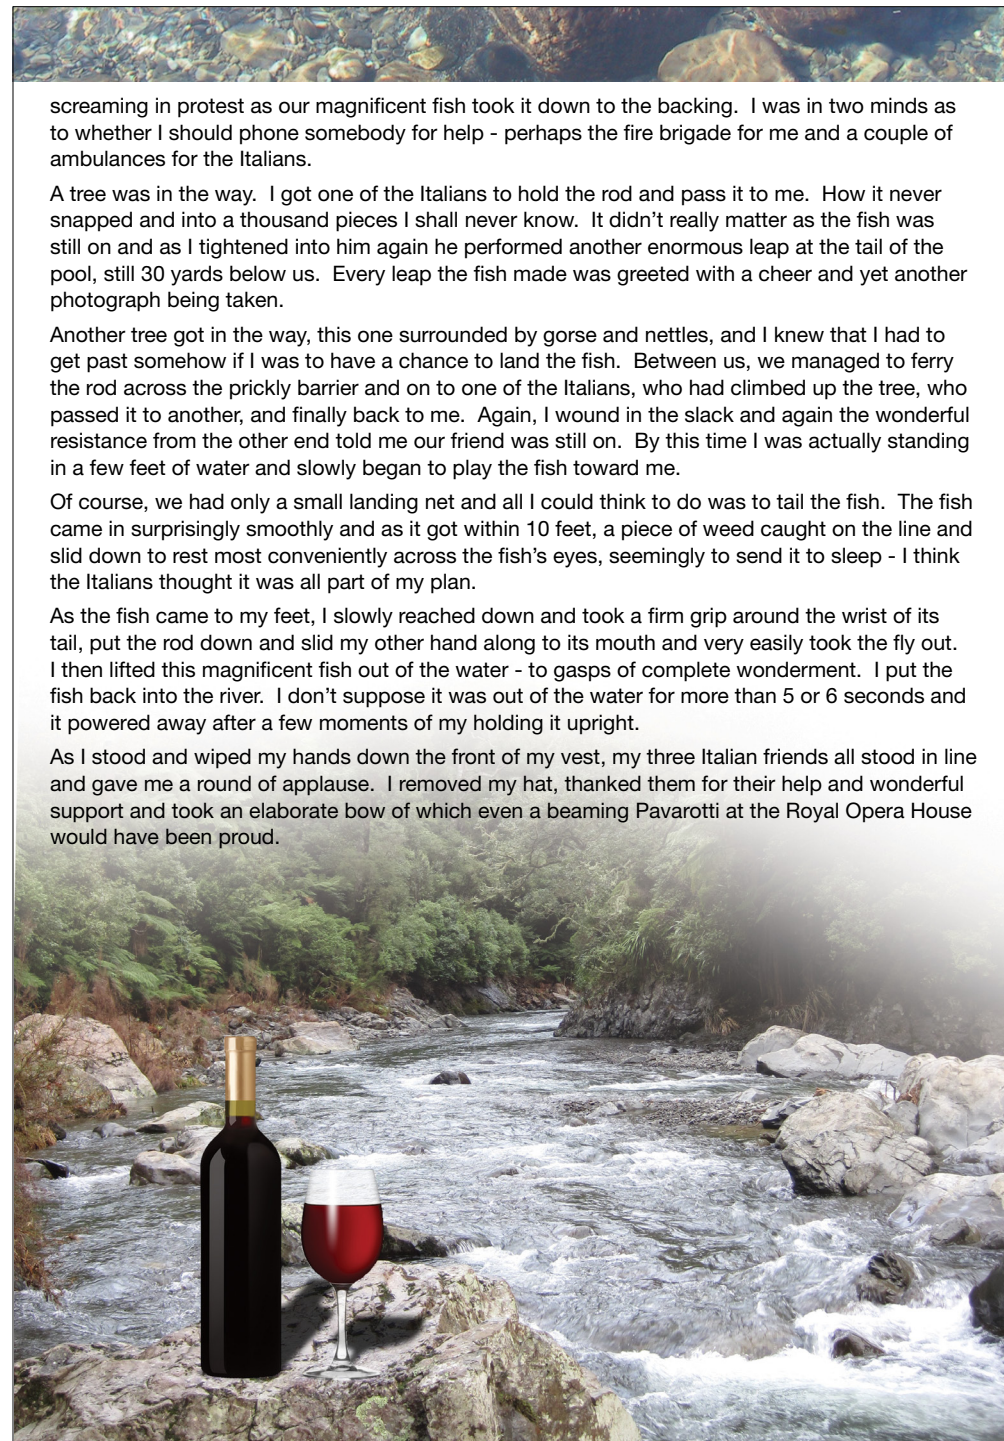 screaming in protest as our magnificent fish took it down to the backing.  I was in two minds as
to whether I should phone somebody for help - perhaps the fire brigade for me and a couple of
ambulances for the Italians.
A tree was in the way.  I got one of the Italians to hold the rod and pass it to me.  How it never
snapped and into a thousand pieces I shall never know.  It didn’t really matter as the fish was
still on and as I tightened into him again he performed another enormous leap at the tail of the
pool, still 30 yards below us.  Every leap the fish made was greeted with a cheer and yet another
photograph being taken.
Another tree got in the way, this one surrounded by gorse and nettles, and I knew that I had to
get past somehow if I was to have a chance to land the fish.  Between us, we managed to ferry
the rod across the prickly barrier and on to one of the Italians, who had climbed up the tree, who
passed it to another, and finally back to me.  Again, I wound in the slack and again the wonderful
resistance from the other end told me our friend was still on.  By this time I was actually standing
in a few feet of water and slowly began to play the fish toward me.
Of course, we had only a small landing net and all I could think to do was to tail the fish.  The fish
came in surprisingly smoothly and as it got within 10 feet, a piece of weed caught on the line and
slid down to rest most conveniently across the fish’s eyes, seemingly to send it to sleep - I think
the Italians thought it was all part of my plan.
As the fish came to my feet, I slowly reached down and took a firm grip around the wrist of its
tail, put the rod down and slid my other hand along to its mouth and very easily took the fly out.
I then lifted this magnificent fish out of the water - to gasps of complete wonderment.  I put the
fish back into the river.  I don’t suppose it was out of the water for more than 5 or 6 seconds and
it powered away after a few moments of my holding it upright.
As I stood and wiped my hands down the front of my vest, my three Italian friends all stood in line
and gave me a round of applause.  I removed my hat, thanked them for their help and wonderful
support and took an elaborate bow of which even a beaming Pavarotti at the Royal Opera House
would have been proud.